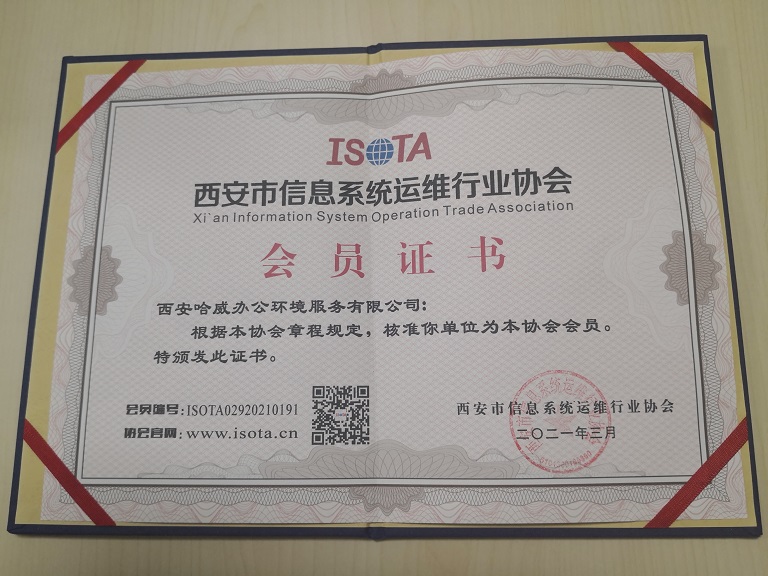 ISOTA
西安市信息系统运维行业协会
Xi`an Information System Operation Trade Association
会员证书
西安哈威办公环境服务有限公司:
根据本协会章程规定，核准你单位为本协会会员。
特颁发此证书。
会员编号:ISOTA02920210191
协会官网:www.isota.cn
西安市信息系统运维行业协会
二〇二一年三月